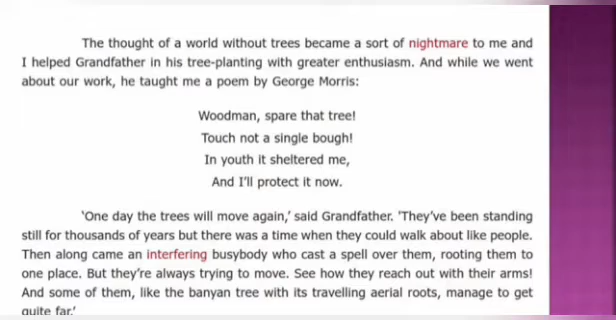 The thought of a world without trees became a sort of nightmare to me and
I helped Grandfather in his tree-planting with greater enthusiasm. And while we went
about our work, he taught me a poem by George Morris:
Woodman, spare that tree!
Touch not a single bough!
In youth it sheltered me,
And I'll protect it now.
'One day the trees will move again,' said Grandfather. 'They've been standing
still for thousands of years but there was a time when they could walk about like people.
Then along came an interfering busybody who cast a spell over them, rooting them to
one place. But they're always trying to move. See how they reach out with their arms!
And some of them, like the banyan tree with its travelling aerial roots, manage to get
quite far.'